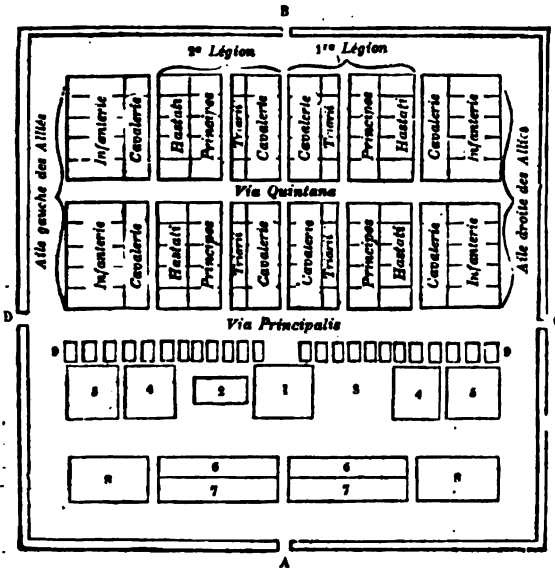 B
2e Légion 1re Légion
Aile gauche des Alliés
Infanterie Cavalerie Hastati Principes Triarii Cavalerie Cavalerie Triarii Principes Hastati Cavalerie Infanterie
Aile droite des Alliés
Via Quintana
Infanterie Cavalerie Hastati Principes Triarii Cavalerie Cavalerie Triarii Principes Hastati Cavalerie Infanterie
D
Via Principalis
9 9
5 4 2 1 3 4 5
8 6 6 8
7 7
A